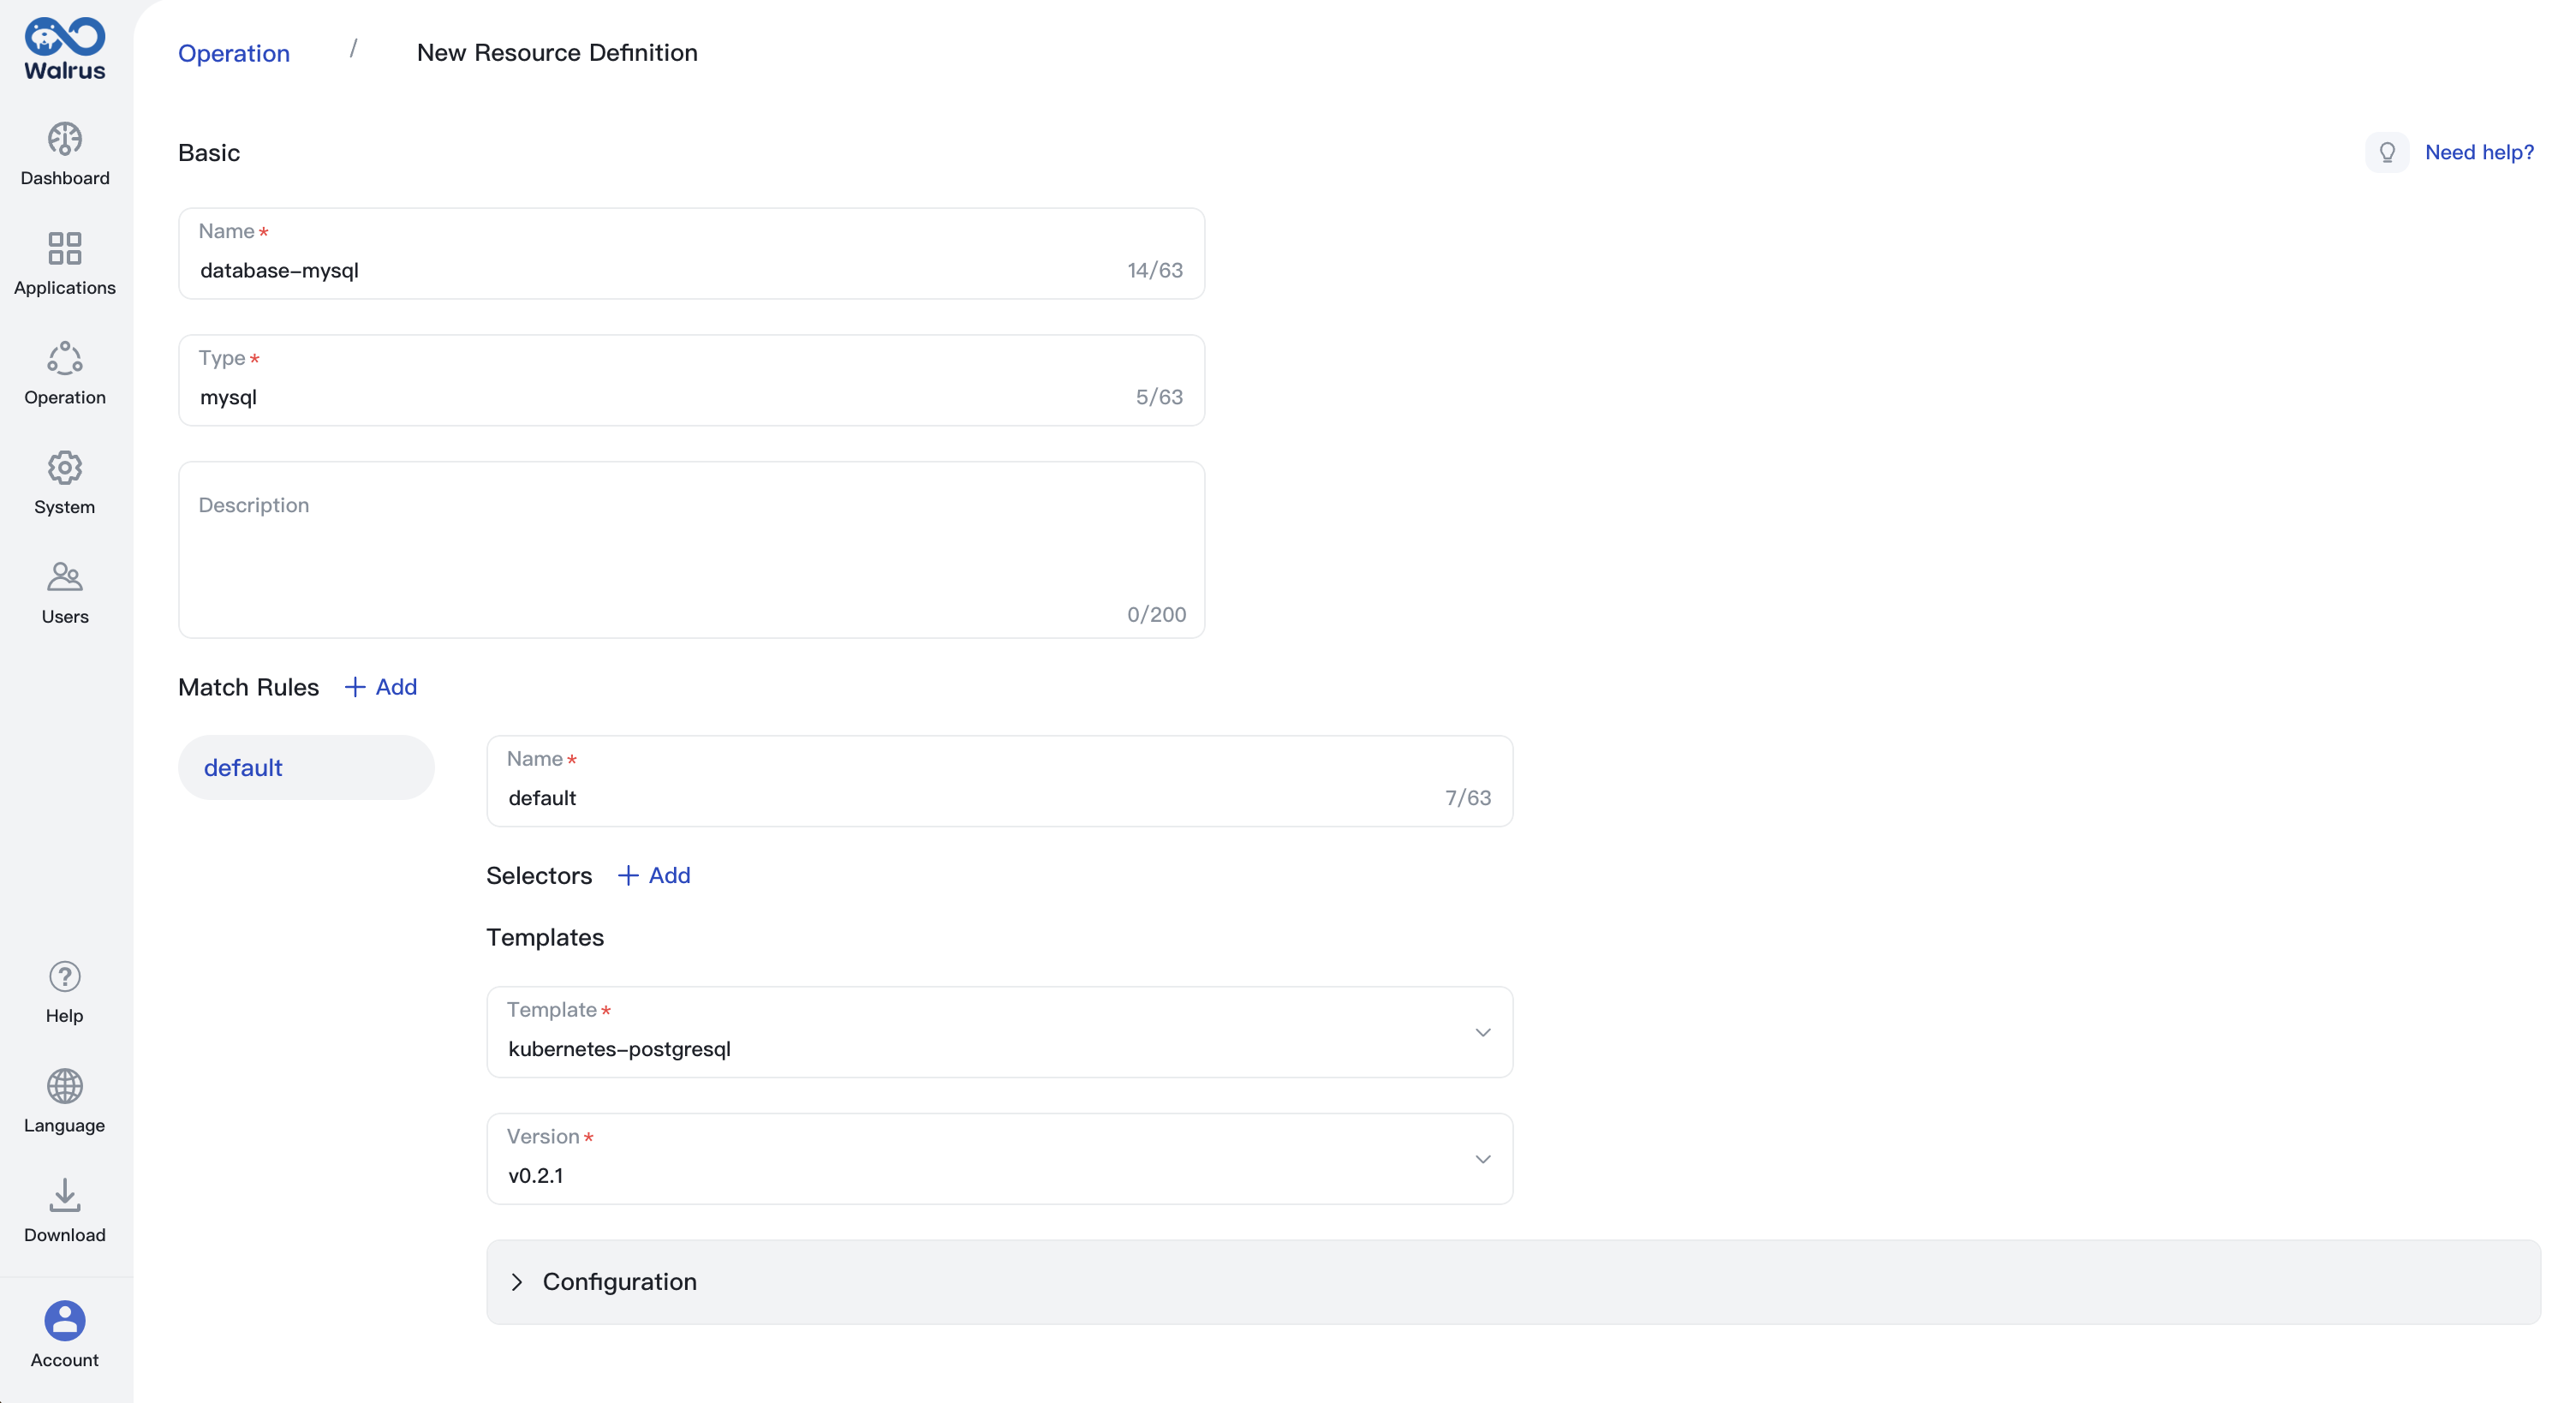 Walrus
Dashboard
Applications
Operation
System
Users
Help
Language
Download
Account
Operation / New Resource Definition
Basic
Need help?
Name *
database-mysql 14/63
Type *
mysql 5/63
Description
0/200
Match Rules + Add
default
Name *
default 7/63
Selectors + Add
Templates
Template *
kubernetes-postgresql
Version *
v0.2.1
Configuration